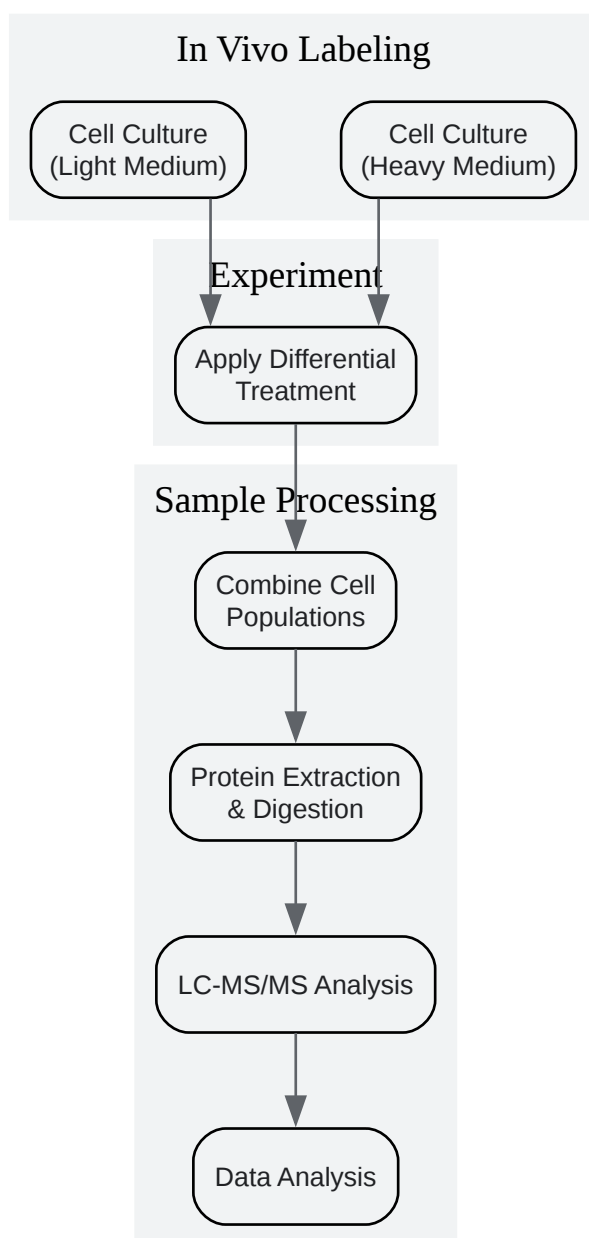 In Vivo Labeling
Cell Culture
(Light Medium)
Cell Culture
(Heavy Medium)
Experiment
Apply Differential
Treatment
Sample Processing
Combine Cell
Populations
Protein Extraction
& Digestion
LC-MS/MS Analysis
Data Analysis